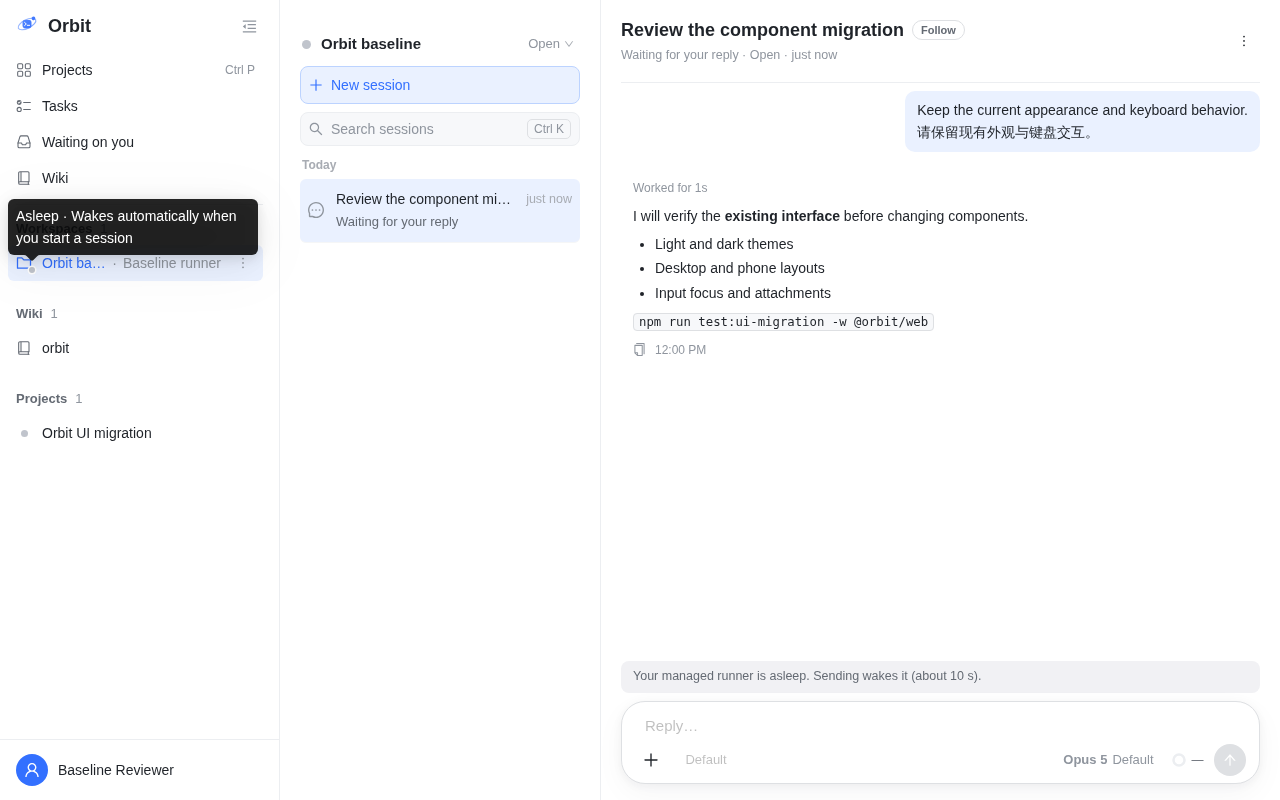 Orbit
Projects
Ctrl P
Tasks
Waiting on you
Wiki
Asleep · Wakes automatically when
you start a session
Workspaces 1
Orbit ba… · Baseline runner
Wiki 1
orbit
Projects 1
Orbit UI migration
Baseline Reviewer
Orbit baseline
Open
New session
Search sessions
Ctrl K
Today
Review the component mi…
just now
Waiting for your reply
Review the component migration
Follow
Waiting for your reply · Open · just now
Keep the current appearance and keyboard behavior.
请保留现有外观与键盘交互。
Worked for 1s
I will verify the existing interface before changing components.
• Light and dark themes
• Desktop and phone layouts
• Input focus and attachments
npm run test:ui-migration -w @orbit/web
12:00 PM
Your managed runner is asleep. Sending wakes it (about 10 s).
Reply…
Default
Opus 5 Default
—